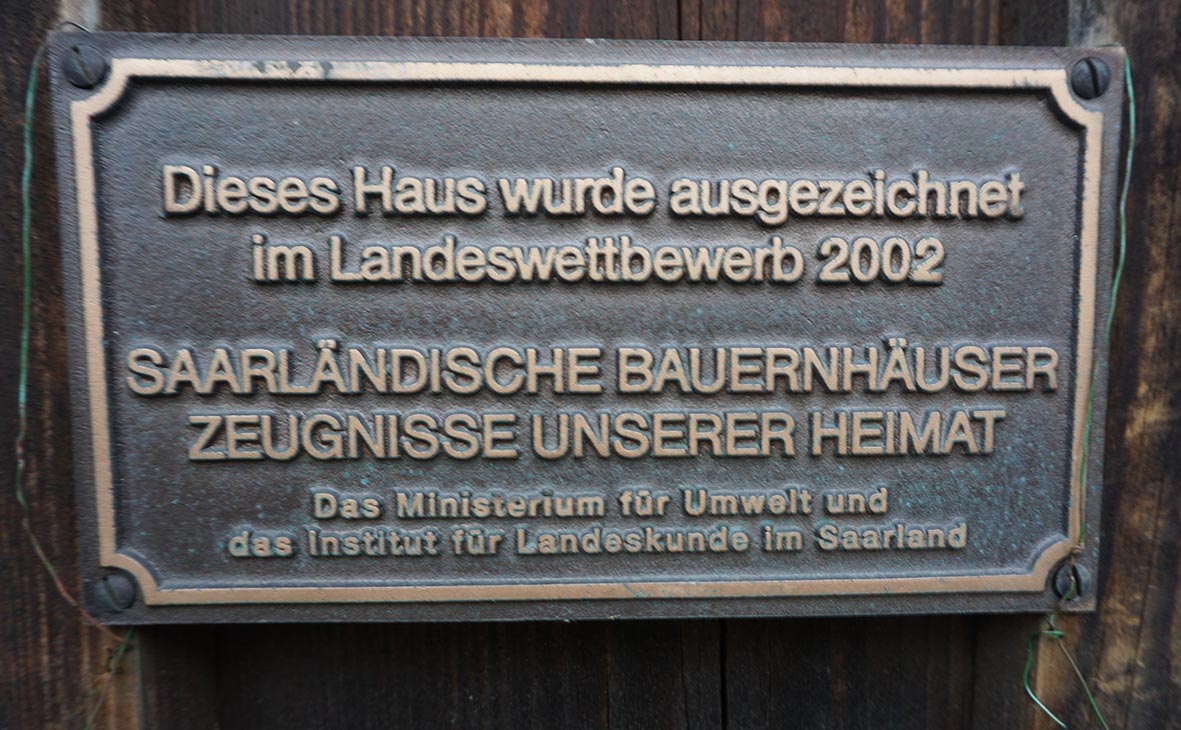 Dieses Haus wurde ausgezeichnet
im Landeswettbewerb 2002
SAARLÄNDISCHE BAUERNHÄUSER
ZEUGNISSE UNSERER HEIMAT
Das Ministerium für Umwelt und
das Institut für Landeskunde im Saarland